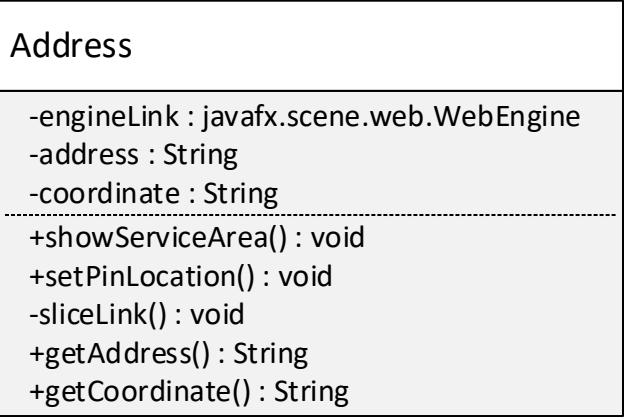 Address
-engineLink : javafx.scene.web.WebEngine
-address : String
-coordinate : String
+showServiceArea() : void
+setPinLocation() : void
-sliceLink() : void
+getAddress() : String
+getCoordinate() : String